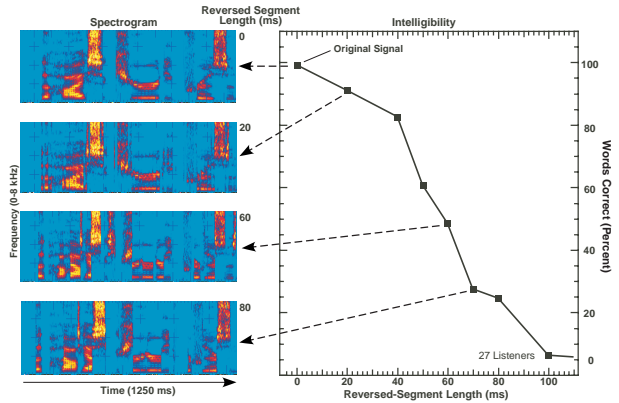 Reversed Segment
Spectrogram
Length (ms)
Intelligibility
0
Original Signal
20
60
80
Frequency (0-8 kHz)
Time (1250 ms)
100
80
60
40
20
0
Words Correct (Percent)
27 Listeners
0 20 40 60 80 100
Reversed-Segment Length (ms)